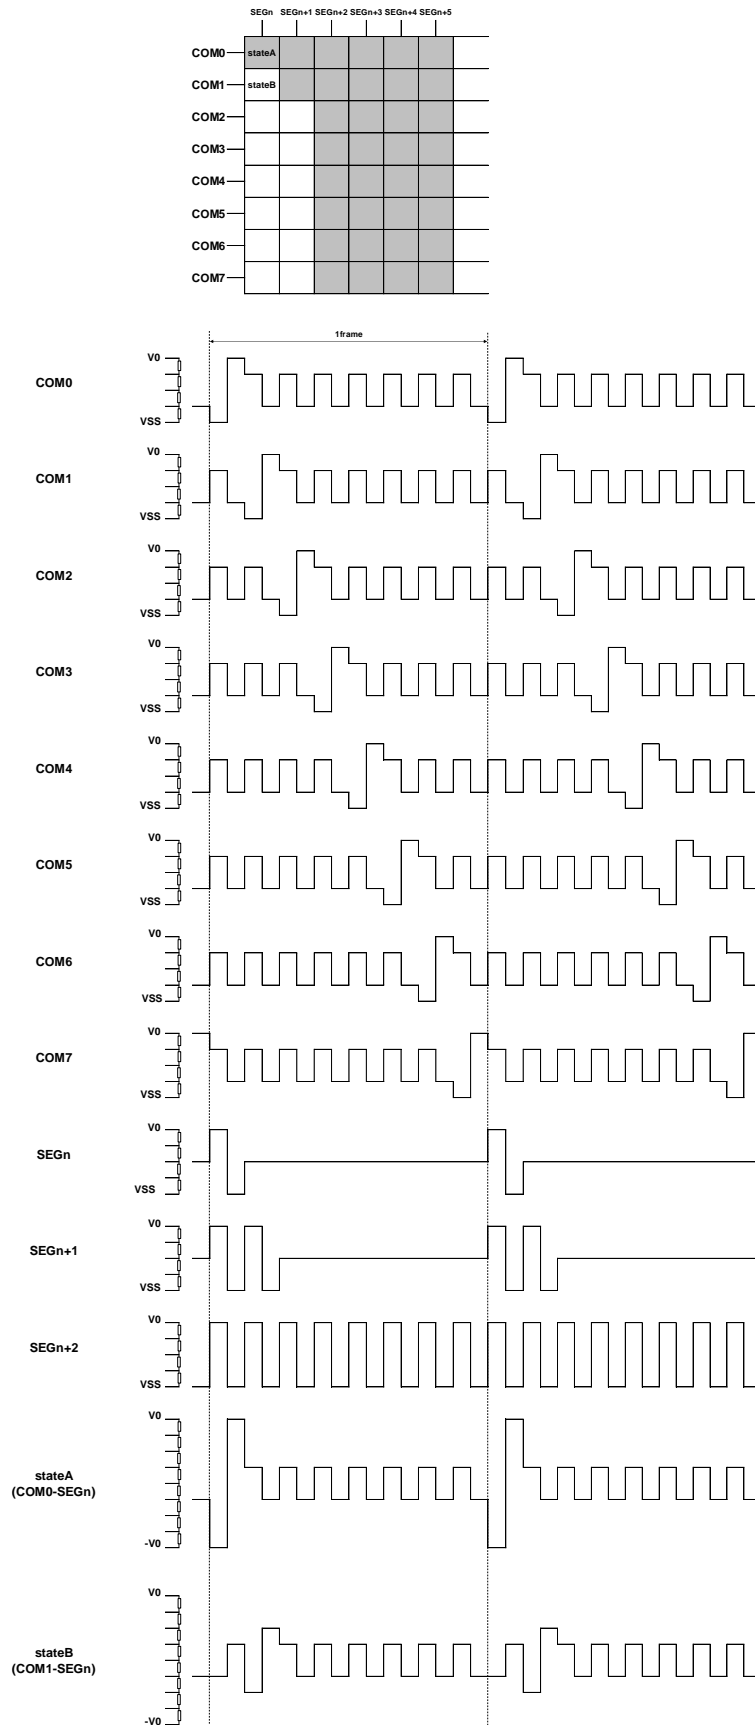 SEGn SEGn+1 SEGn+2 SEGn+3 SEGn+4 SEGn+5
COM0 stateA
COM1 stateB
COM2
COM3
COM4
COM5
COM6
COM7
1frame
V0
COM0
VSS
V0
COM1
VSS
V0
COM2
VSS
V0
COM3
VSS
V0
COM4
VSS
V0
COM5
VSS
V0
COM6
VSS
V0
COM7
VSS
V0
SEGn
VSS
V0
SEGn+1
VSS
V0
SEGn+2
VSS
V0
stateA
(COM0-SEGn)
-V0
V0
stateB
(COM1-SEGn)
-V0